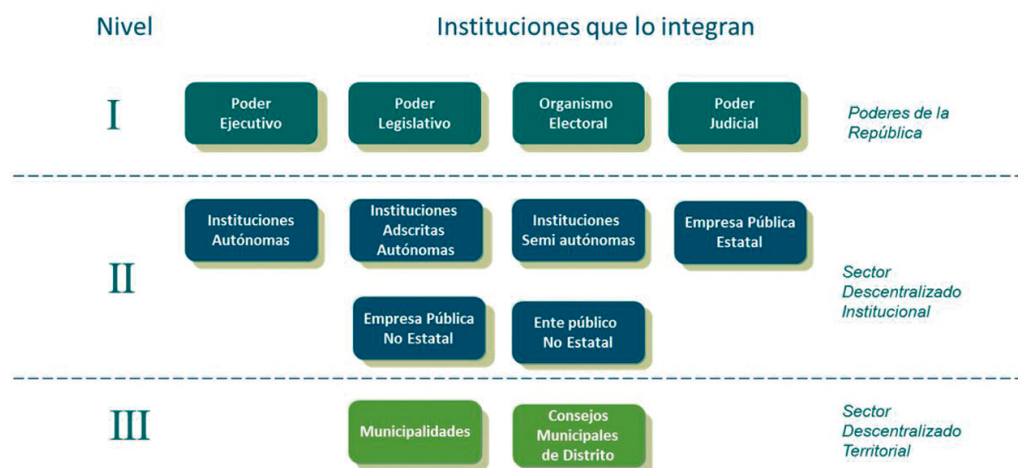 Nivel
Instituciones que lo integran
I
Poder
Ejecutivo
Poder
Legislativo
Organismo
Electoral
Poder
Judicial
Poderes de la
República
II
Instituciones
Autónomas
Instituciones
Adscritas
Autónomas
Instituciones
Semi autónomas
Empresa Pública
Estatal
Empresa Pública
No Estatal
Ente público
No Estatal
Sector
Descentralizado
Institucional
III
Municipalidades
Consejos
Municipales
de Distrito
Sector
Descentralizado
Territorial